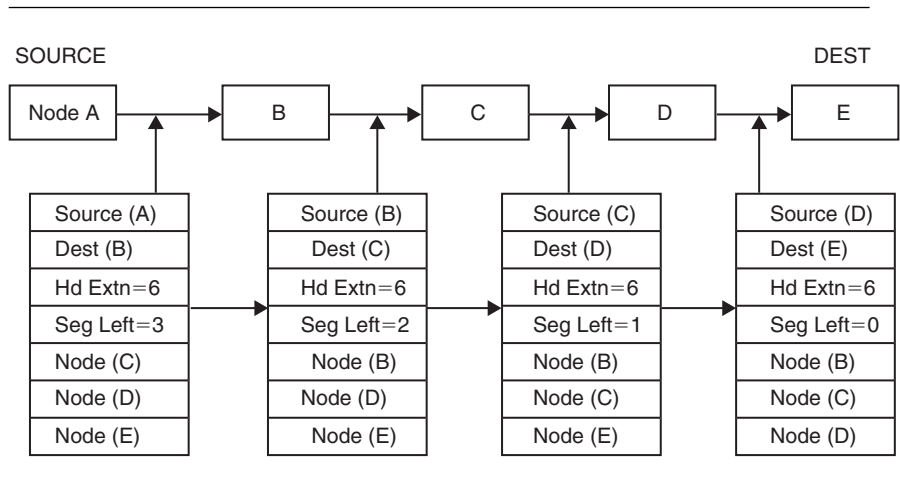 SOURCE DEST
Node A B C D E
Source (A) Source (B) Source (C) Source (D)
Dest (B) Dest (C) Dest (D) Dest (E)
Hd Extn=6 Hd Extn=6 Hd Extn=6 Hd Extn=6
Seg Left=3 Seg Left=2 Seg Left=1 Seg Left=0
Node (C) Node (B) Node (B) Node (B)
Node (D) Node (D) Node (C) Node (C)
Node (E) Node (E) Node (E) Node (D)